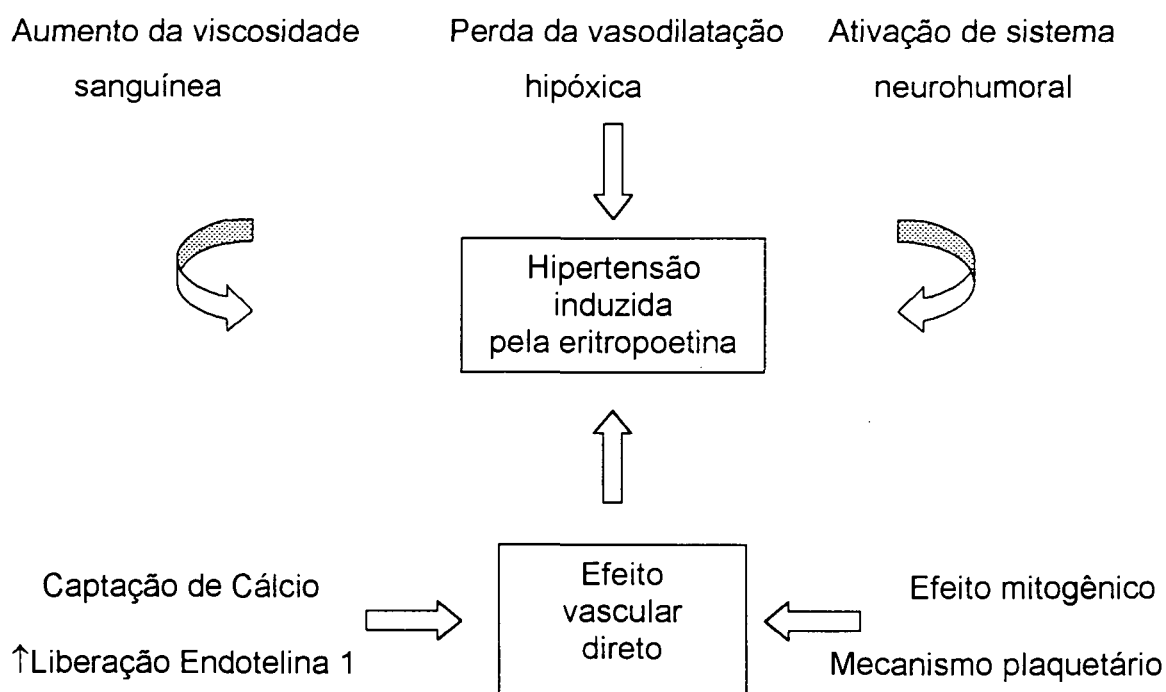 Aumento da viscosidade
sanguínea
Perda da vasodilatação
hipóxica
Ativação de sistema
neurohumoral
Hipertensão
induzida
pela eritropoetina
Captação de Cálcio
↑Liberação Endotelina 1
Efeito
vascular
direto
Efeito mitogênico
Mecanismo plaquetário